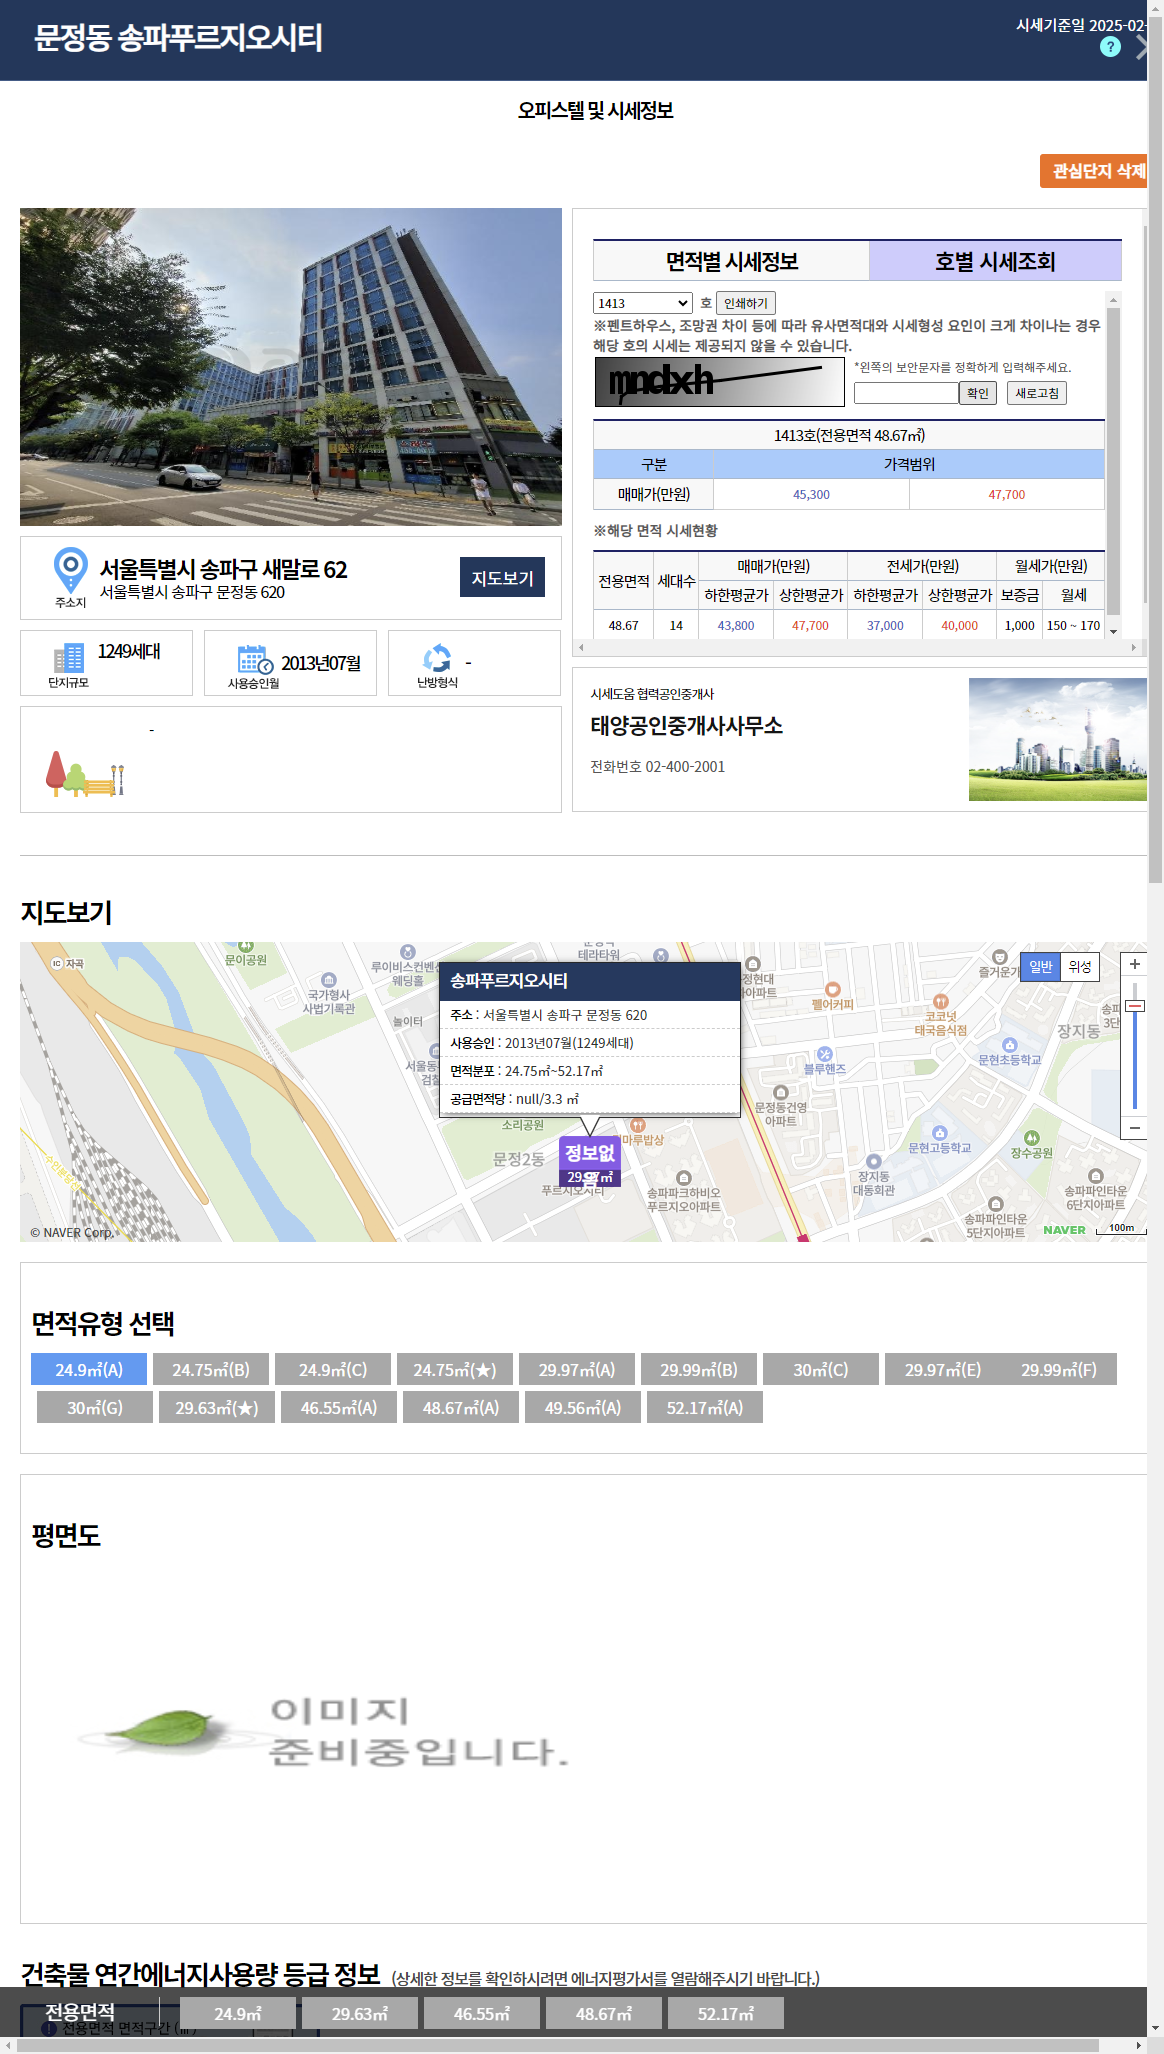 문정동 송파푸르지오시티
시세기준일 2025-02-
?
오피스텔 및 시세정보
관심단지 삭제
면적별 시세정보 호별 시세조회
1413 호 인쇄하기
※펜트하우스, 조망권 차이 등에 따라 유사면적대와 시세형성 요인이 크게 차이나는 경우
해당 호의 시세는 제공되지 않을 수 있습니다.
*왼쪽의 보안문자를 정확하게 입력해주세요.
확인 새로고침
1413호(전용면적 48.67㎡)
구분 가격범위
매매가(만원) 45,300 47,700
※해당 면적 시세현황
전용면적 세대수 매매가(만원) 전세가(만원) 월세가(만원)
하한평균가 상한평균가 하한평균가 상한평균가 보증금 월세
48.67 14 43,800 47,700 37,000 40,000 1,000 150 ~ 170
주소지
서울특별시 송파구 새말로 62
서울특별시 송파구 문정동 620
지도보기
단지규모 1249세대
사용승인월 2013년07월
난방형식 -
-
시세도움 협력공인중개사
태양공인중개사사무소
전화번호 02-400-2001
지도보기
IC 자곡
문이공원
국가형사
사법기록관
루이비스컨벤
웨딩홀
놀이터
서울동
검찰
테라타워
정현대
아파트
펠어커피
즐거운가
코코넛
태국음식점
장지동
송파
3단
블루핸즈
문현초등학교
문정동건영
아파트
문현고등학교
장수공원
장지동
대동회관
송파파크하비오
푸르지오아파트
송파파인타운
5단지아파트
송파파인타운
6단지아파트
소리공원
문정2동
마루밥상
푸르지오시티
수인분당선
일반 위성
+
−
송파푸르지오시티
주소 : 서울특별시 송파구 문정동 620
사용승인 : 2013년07월(1249세대)
면적분포 : 24.75㎡~52.17㎡
공급면적당 : null/3.3 ㎡
정보없
© NAVER Corp.
NAVER 100m
면적유형 선택
24.9㎡(A) 24.75㎡(B) 24.9㎡(C) 24.75㎡(★) 29.97㎡(A) 29.99㎡(B) 30㎡(C) 29.97㎡(E) 29.99㎡(F)
30㎡(G) 29.63㎡(★) 46.55㎡(A) 48.67㎡(A) 49.56㎡(A) 52.17㎡(A)
평면도
이미지
준비중입니다.
건축물 연간에너지사용량 등급 정보 (상세한 정보를 확인하시려면 에너지평가서를 열람해주시기 바랍니다.)
전용면적 24.9㎡ 29.63㎡ 46.55㎡ 48.67㎡ 52.17㎡
전용면적 면적구간 (㎡)